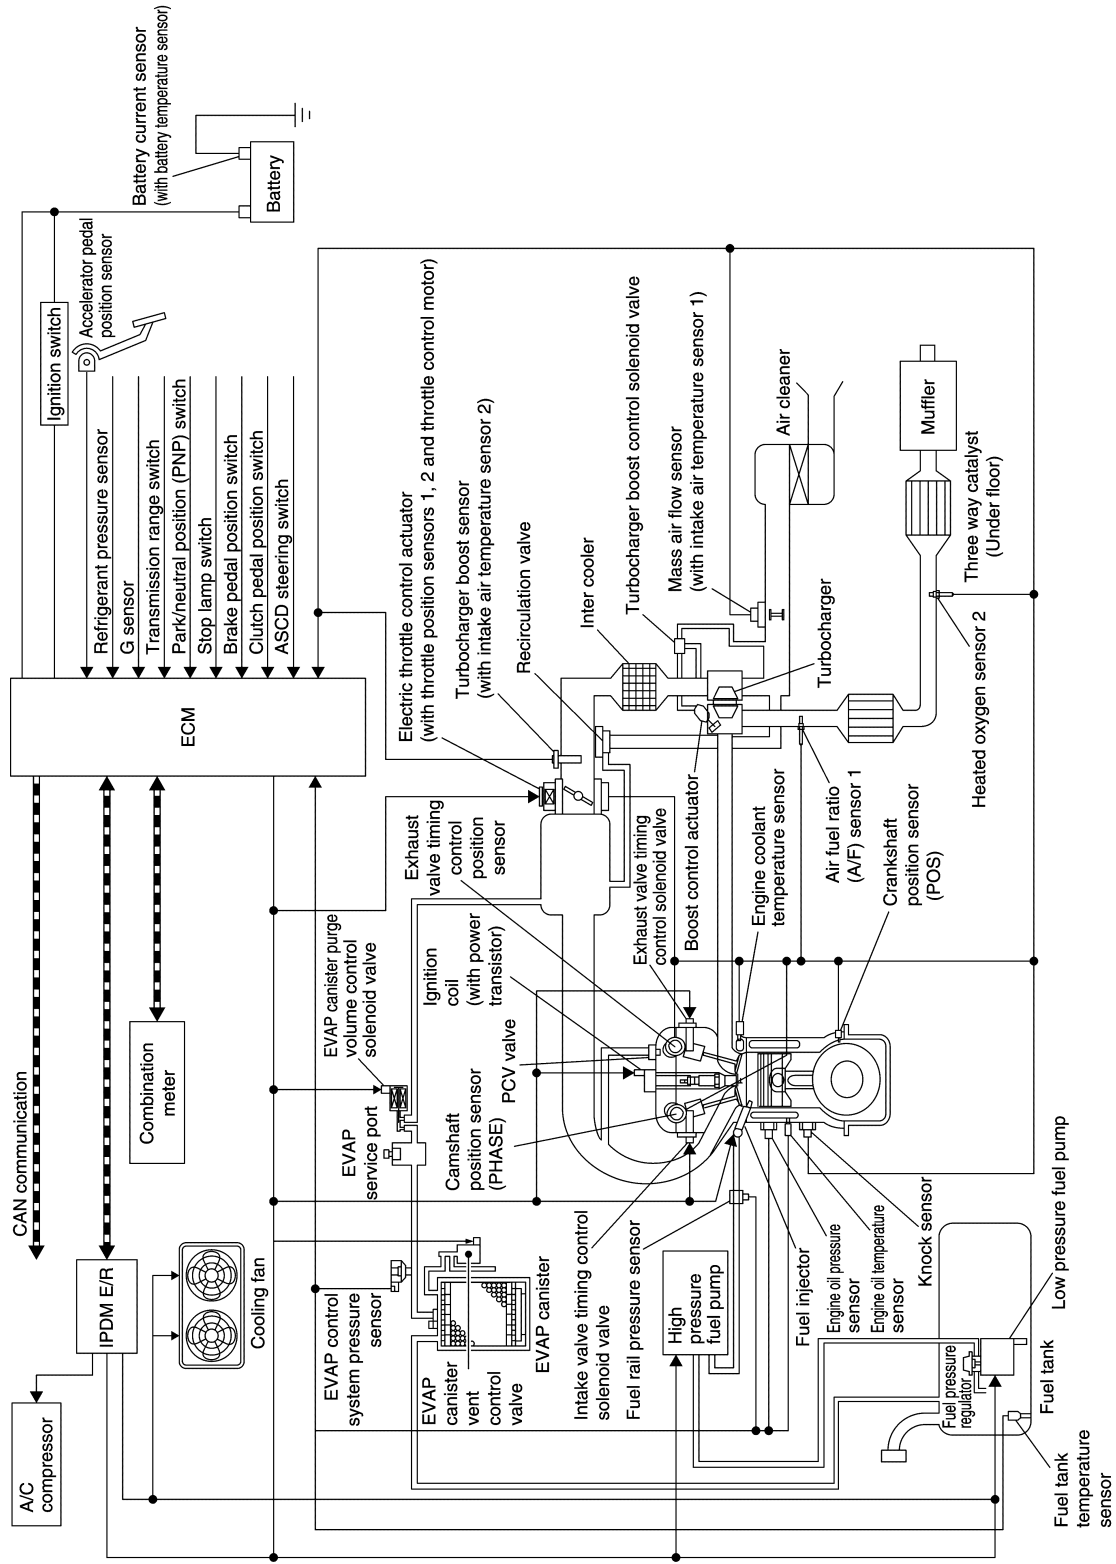 Battery current sensor
(with battery temperature sensor)
Battery
Ignition switch
Accelerator pedal
position sensor
Refrigerant pressure sensor
G sensor
Transmission range switch
Park/neutral position (PNP) switch
Stop lamp switch
Brake pedal position switch
Clutch pedal position switch
ASCD steering switch
ECM
CAN communication
Combination
meter
IPDM E/R
Cooling fan
A/C
compressor
Electric throttle control actuator
(with throttle position sensors 1, 2 and throttle control motor)
Turbocharger boost sensor
(with intake air temperature sensor 2)
Recirculation valve
Inter cooler
Turbocharger boost control solenoid valve
Mass air flow sensor
(with intake air temperature sensor 1)
Air cleaner
Muffler
Three way catalyst
(Under floor)
Turbocharger
Heated oxygen sensor 2
Boost control actuator
Air fuel ratio
(A/F) sensor 1
Engine coolant
temperature sensor
Crankshaft
position sensor
(POS)
Exhaust
valve timing
control position
sensor
Exhaust valve timing
control solenoid valve
Ignition
coil
(with power
transistor)
PCV valve
EVAP canister purge
volume control
solenoid valve
EVAP
service port
Camshaft
position sensor
(PHASE)
EVAP control
system pressure
sensor
EVAP
canister
vent
control
valve
EVAP canister
Intake valve timing control
solenoid valve
Fuel rail pressure sensor
High
pressure
fuel pump
Fuel injector
Engine oil pressure
sensor
Engine oil temperature
sensor
Knock sensor
Low pressure fuel pump
Fuel pressure
regulator
Fuel tank
Fuel tank
temperature
sensor